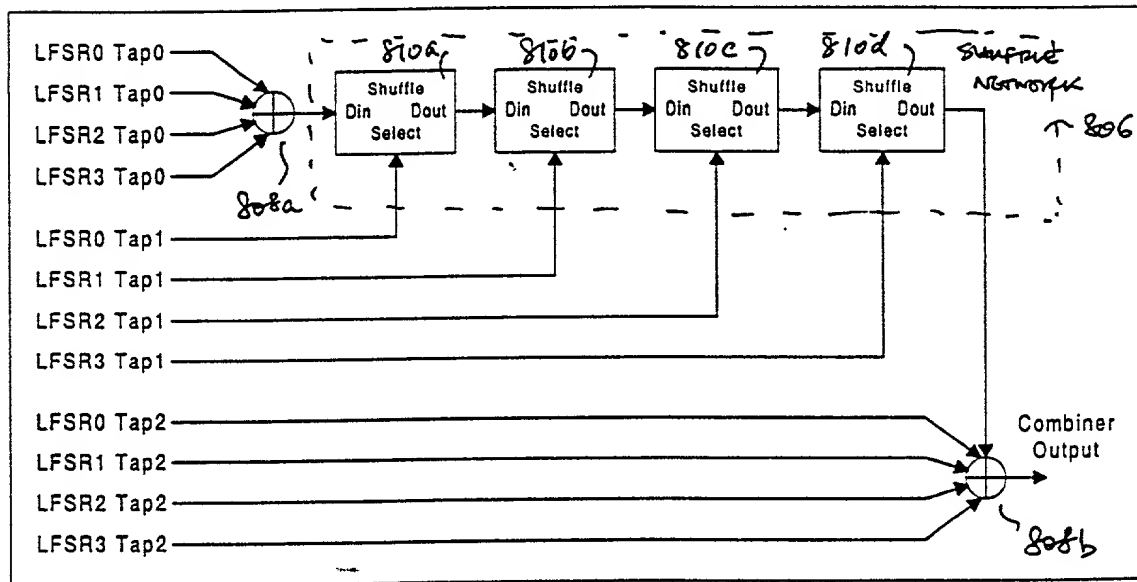 810a 810b 810c 810d SHUFFLE
NETWORK
806
LFSR0 Tap0
LFSR1 Tap0
LFSR2 Tap0
LFSR3 Tap0
808a
Shuffle
Din Dout
Select
Shuffle
Din Dout
Select
Shuffle
Din Dout
Select
Shuffle
Din Dout
Select
LFSR0 Tap1
LFSR1 Tap1
LFSR2 Tap1
LFSR3 Tap1
LFSR0 Tap2
LFSR1 Tap2
LFSR2 Tap2
LFSR3 Tap2
Combiner
Output
808b